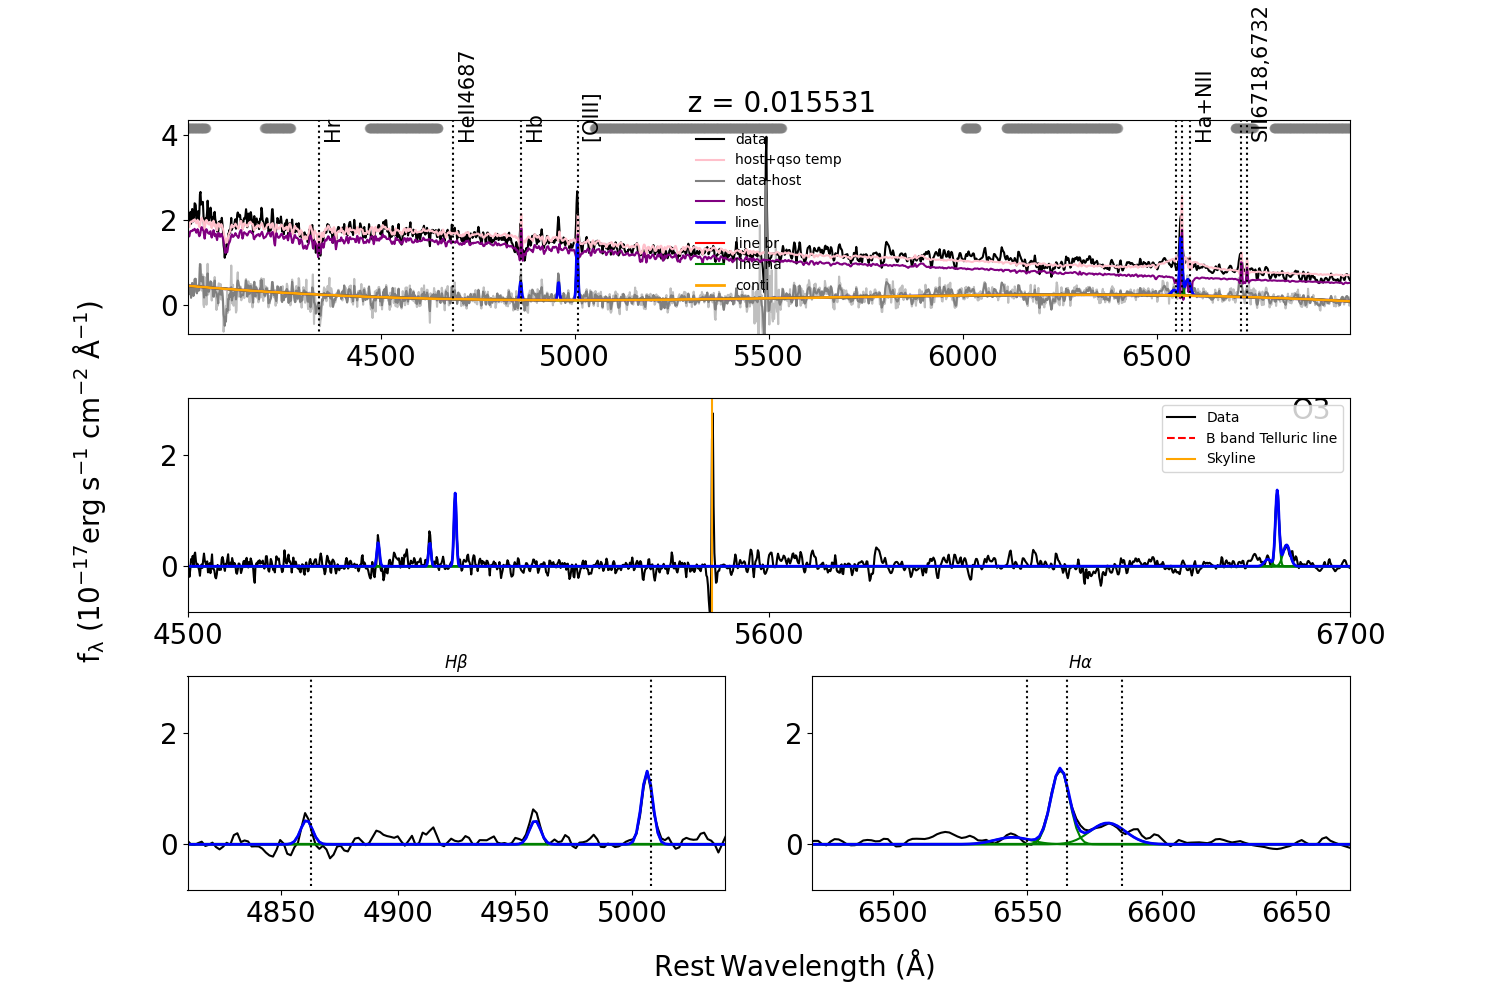 z = 0.015531
Hr
HeII4687
Hb
[OIII]
Ha+NII
SII6718,6732
data
host+qso temp
data-host
host
line
line br
line na
conti
4
2
0
4500
5000
5500
6000
6500
O3
Data
B band Telluric line
Skyline
2
0
4500
5600
6700
fλ (10⁻¹⁷erg s⁻¹ cm⁻² Å⁻¹)
Hβ
2
0
4850
4900
4950
5000
Hα
2
0
6500
6550
6600
6650
Rest Wavelength (Å)